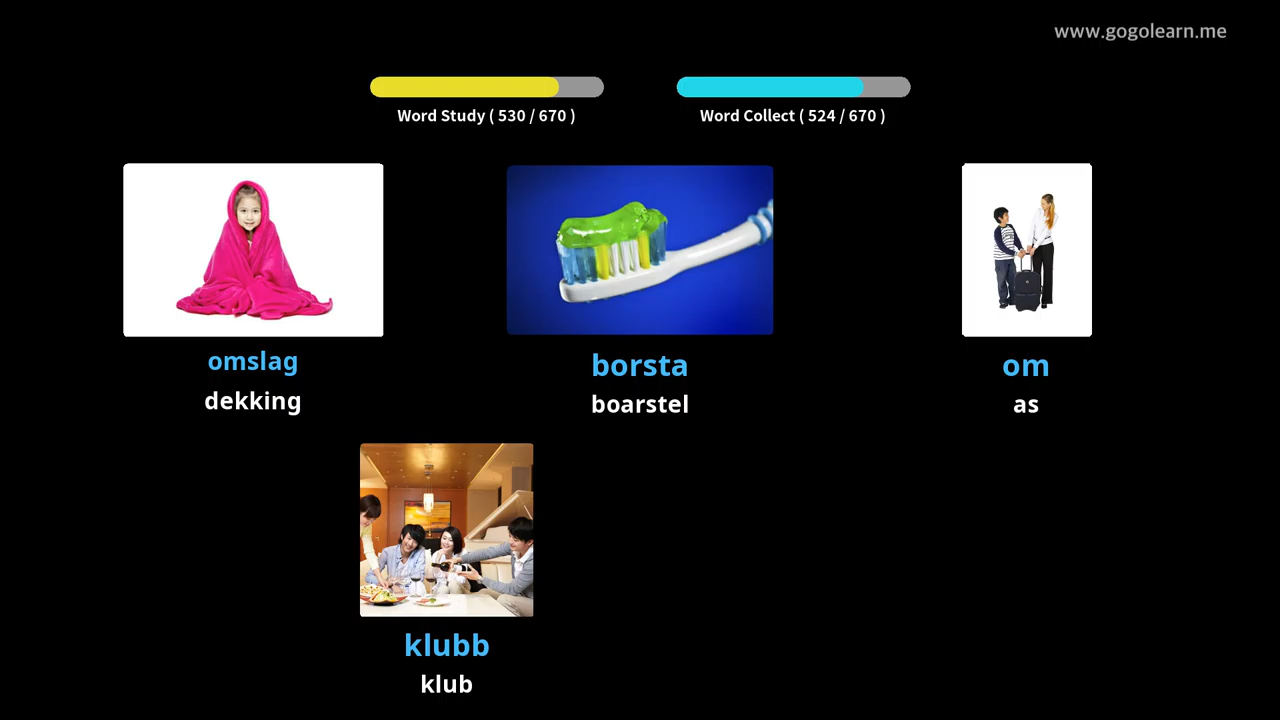 www.gogolearn.me
Word Study ( 530 / 670 )
Word Collect ( 524 / 670 )
omslag
dekking
borsta
boarstel
om
as
klubb
klub